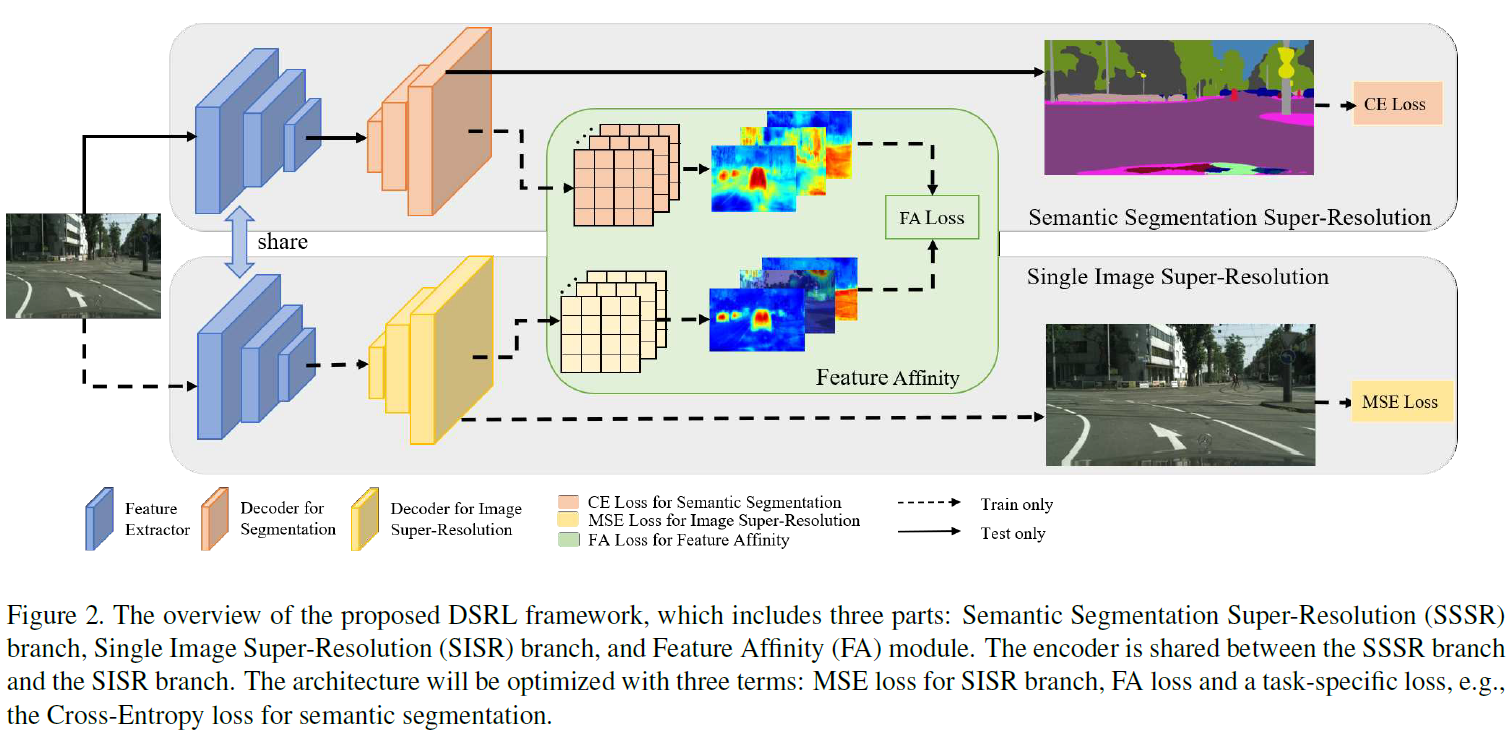 CE Loss
FA Loss
Semantic Segmentation Super-Resolution
share
Single Image Super-Resolution
Feature Affinity
MSE Loss
Feature
Extractor
Decoder for
Segmentation
Decoder for Image
Super-Resolution
CE Loss for Semantic Segmentation
MSE Loss for Image Super-Resolution
FA Loss for Feature Affinity
Train only
Test only
Figure 2. The overview of the proposed DSRL framework, which includes three parts: Semantic Segmentation Super-Resolution (SSSR)
branch, Single Image Super-Resolution (SISR) branch, and Feature Affinity (FA) module. The encoder is shared between the SSSR branch
and the SISR branch. The architecture will be optimized with three terms: MSE loss for SISR branch, FA loss and a task-specific loss, e.g.,
the Cross-Entropy loss for semantic segmentation.